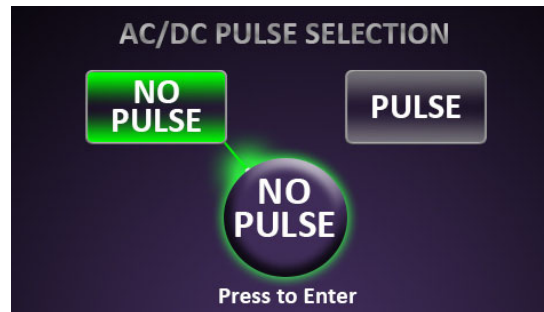 AC/DC PULSE SELECTION
NO
PULSE
PULSE
NO
PULSE
Press to Enter